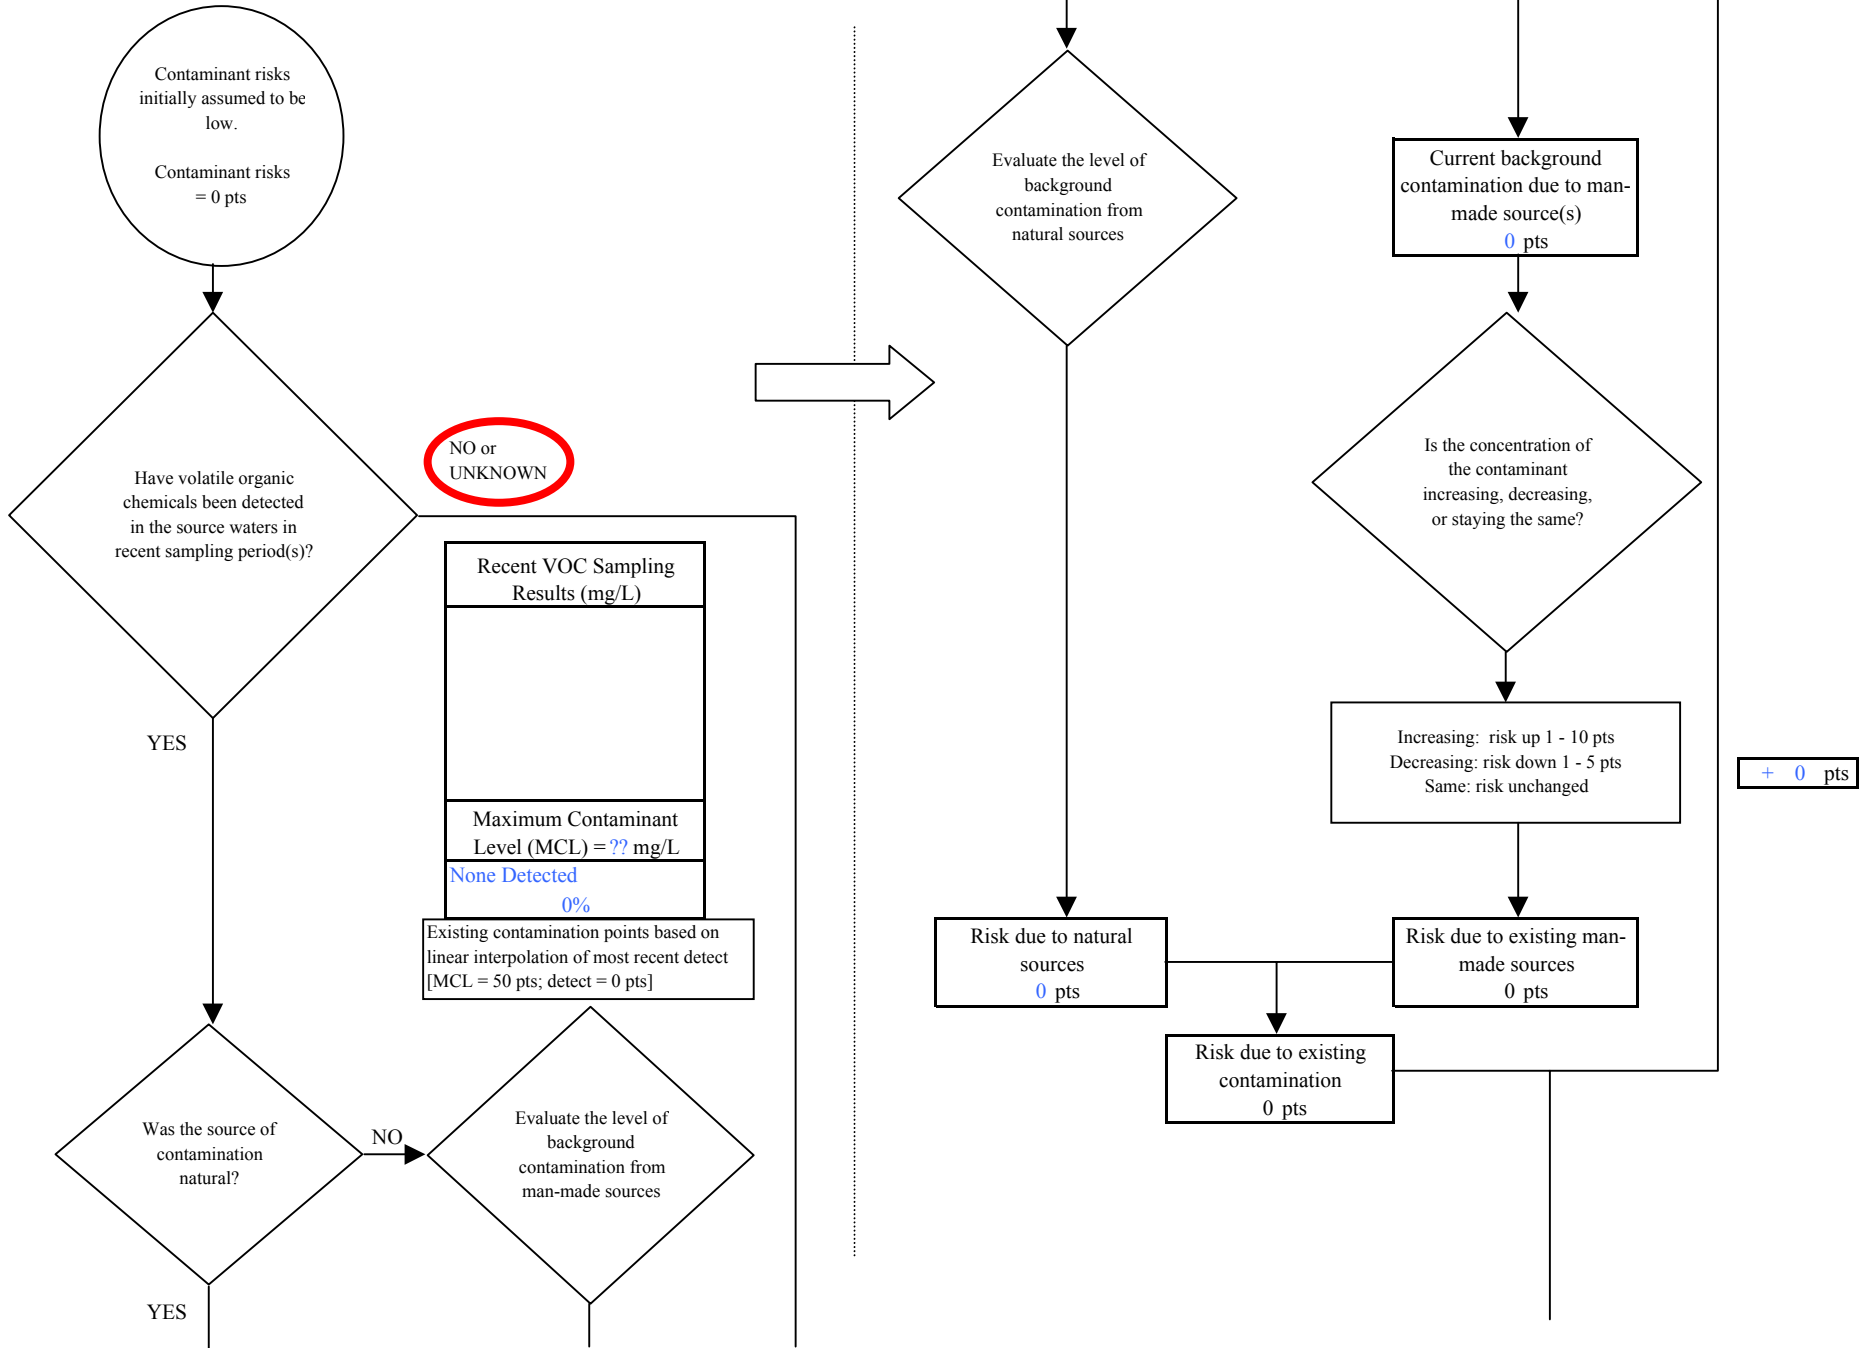 Contaminant risks
initially assumed to be
low.
Contaminant risks
= 0 pts
Have volatile organic
chemicals been detected
in the source waters in
recent sampling period(s)?
NO or
UNKNOWN
YES
Recent VOC Sampling
Results (mg/L)
Maximum Contaminant
Level (MCL) = ?? mg/L
None Detected
0%
Existing contamination points based on
linear interpolation of most recent detect
[MCL = 50 pts; detect = 0 pts]
Was the source of
contamination
natural?
NO
Evaluate the level of
background
contamination from
man-made sources
YES
Evaluate the level of
background
contamination from
natural sources
Current background
contamination due to man-
made source(s)
0 pts
Is the concentration of
the contaminant
increasing, decreasing,
or staying the same?
Increasing: risk up 1 - 10 pts
Decreasing: risk down 1 - 5 pts
Same: risk unchanged
+ 0 pts
Risk due to natural
sources
0 pts
Risk due to existing man-
made sources
0 pts
Risk due to existing
contamination
0 pts